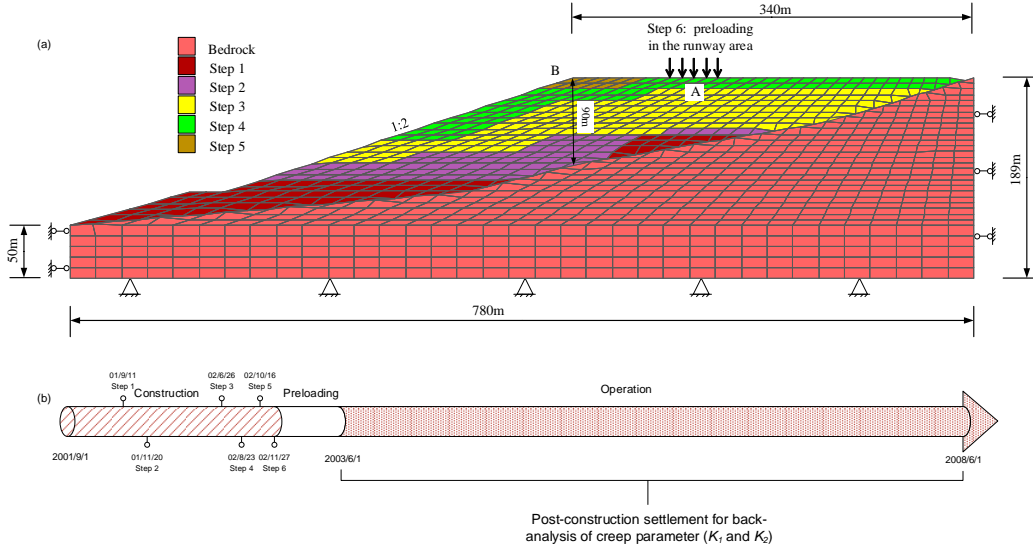 340m
(a)
Step 6: preloading
in the runway area
Bedrock
Step 1
Step 2
Step 3
Step 4
Step 5
B
A
90m
1:2
189m
50m
780m
(b)
01/9/11
Step 1
Construction
02/6/26
Step 3
02/10/16
Step 5
Preloading
Operation
2001/9/1
01/11/20
Step 2
02/8/23
Step 4
02/11/27
Step 6
2003/6/1
2008/6/1
Post-construction settlement for back-
analysis of creep parameter (K1 and K2)